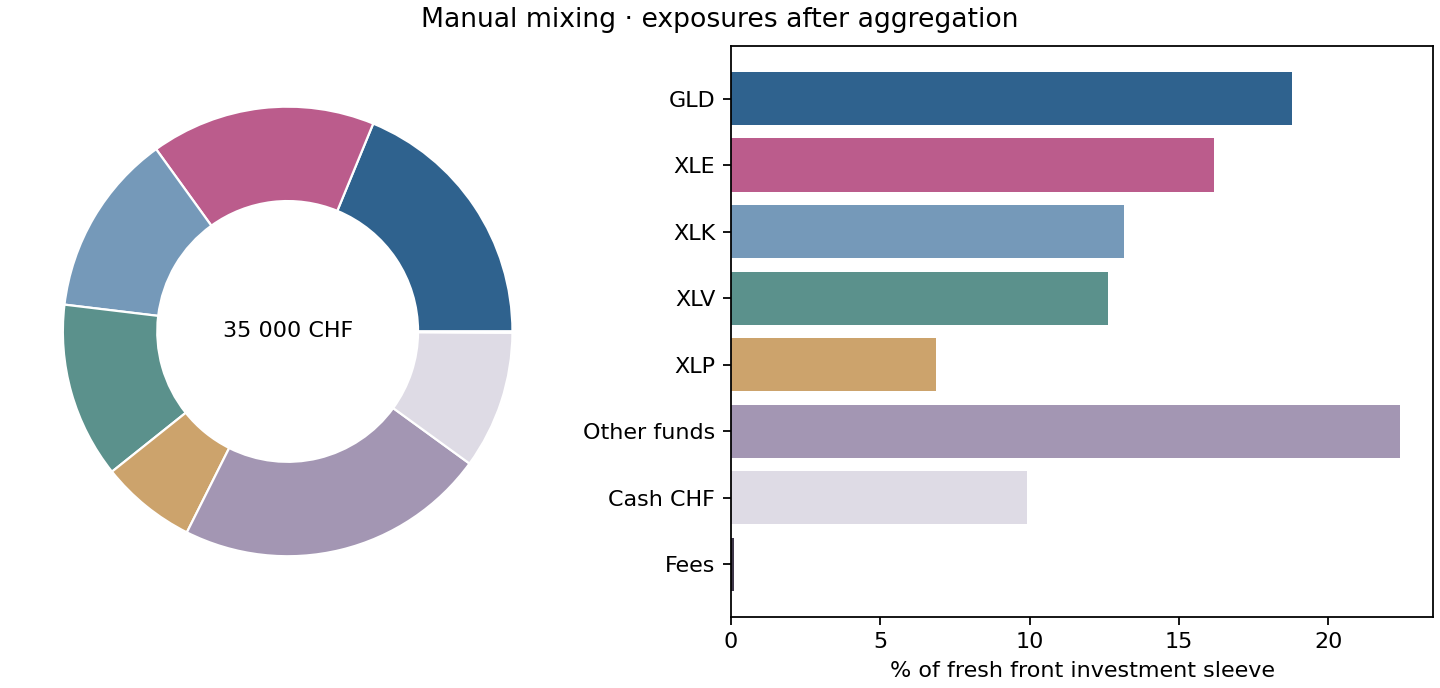 Manual mixing · exposures after aggregation
35 000 CHF
GLD
XLE
XLK
XLV
XLP
Other funds
Cash CHF
Fees
0 5 10 15 20
% of fresh front investment sleeve